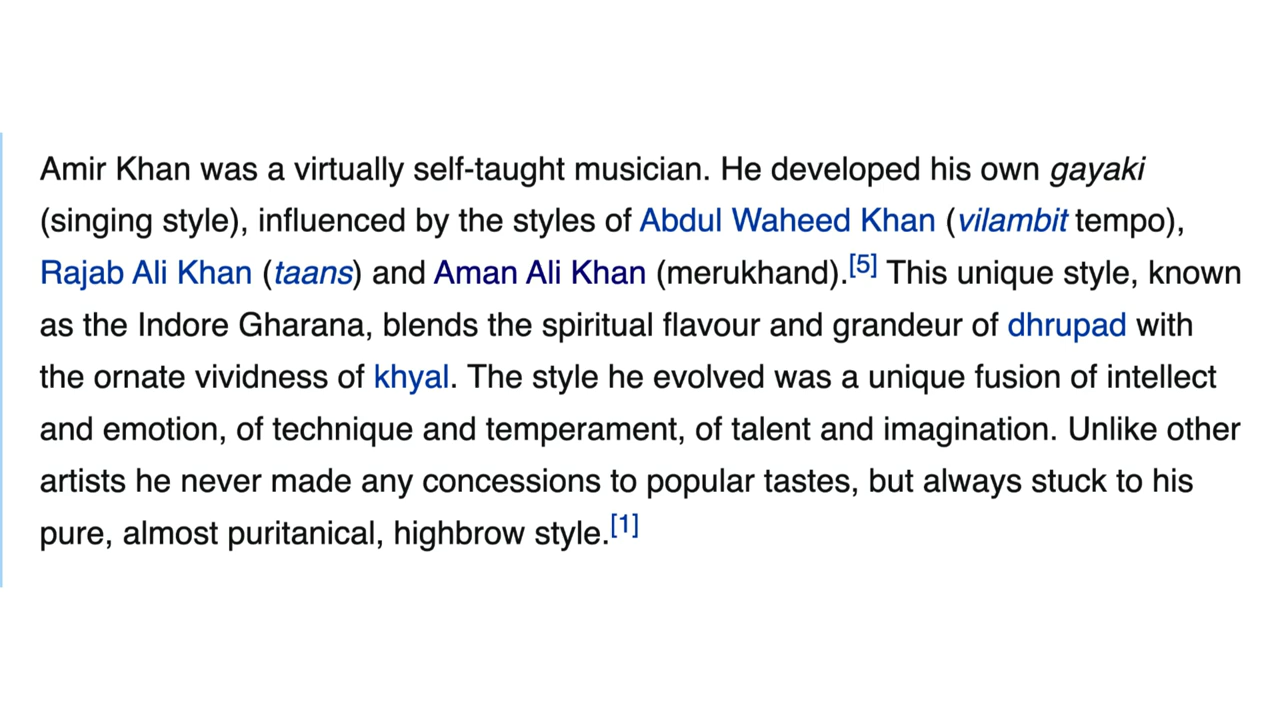 Amir Khan was a virtually self-taught musician. He developed his own gayaki
(singing style), influenced by the styles of Abdul Waheed Khan (vilambit tempo),
Rajab Ali Khan (taans) and Aman Ali Khan (merukhand).[5] This unique style, known
as the Indore Gharana, blends the spiritual flavour and grandeur of dhrupad with
the ornate vividness of khyal. The style he evolved was a unique fusion of intellect
and emotion, of technique and temperament, of talent and imagination. Unlike other
artists he never made any concessions to popular tastes, but always stuck to his
pure, almost puritanical, highbrow style.[1]